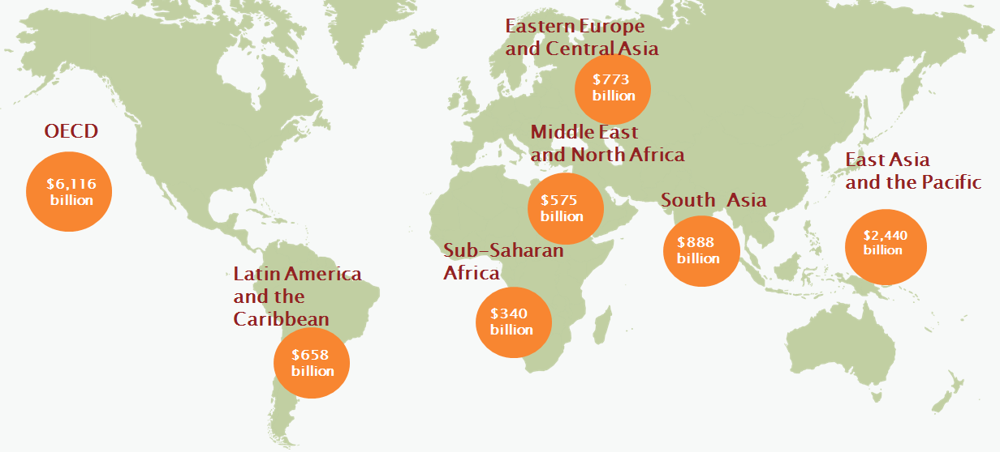 Eastern Europe
and Central Asia
$773
billion
OECD
$6,116
billion
Middle East
and North Africa
$575
billion
East Asia
and the Pacific
$2,440
billion
South Asia
$888
billion
Sub-Saharan
Africa
$340
billion
Latin America
and the
Caribbean
$658
billion